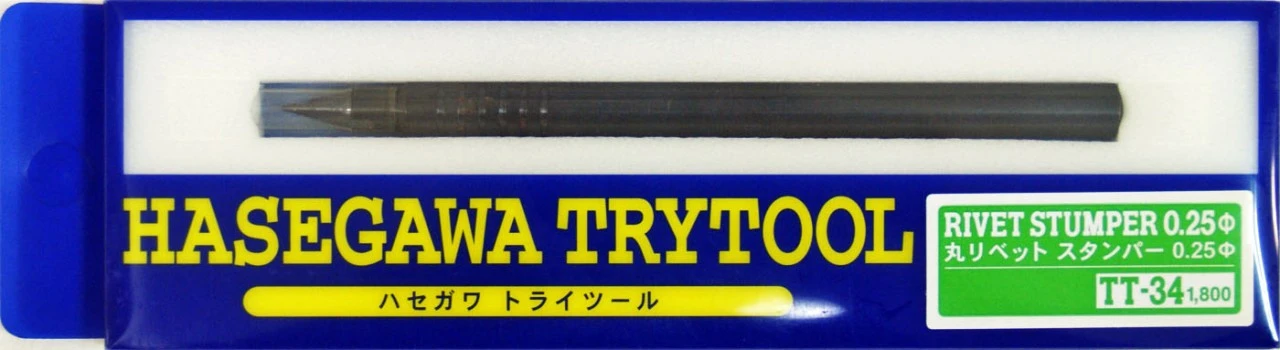 HASEGAWA TRYTOOL
ハセガワ トライツール
RIVET STUMPER 0.25Φ
丸リベット スタンパー 0.25Φ
TT-34 1,800